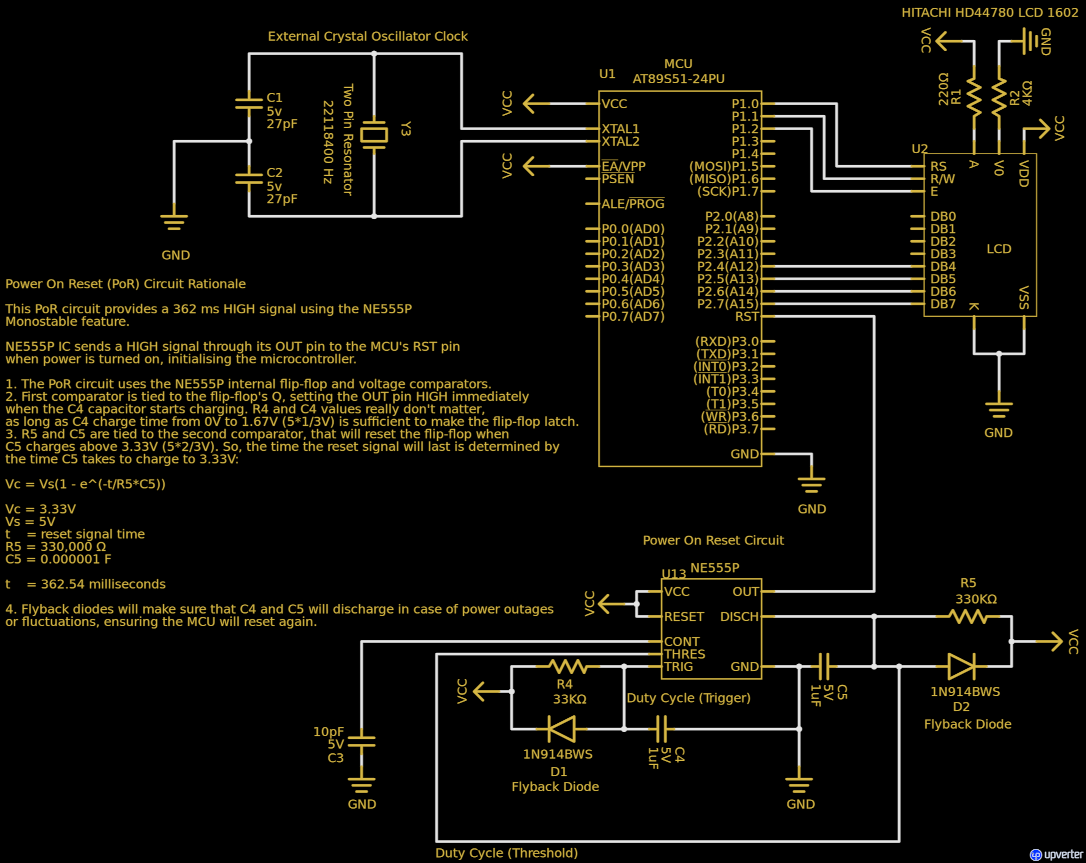 HITACHI HD44780 LCD 1602
External Crystal Oscillator Clock
C1
5v
27pF
C2
5v
27pF
GND
Two Pin Resonator
22118400 Hz
Y3
MCU
U1
AT89S51-24PU
VCC
VCC
VCC
XTAL1
XTAL2
EA/VPP
PSEN
ALE/PROG
P0.0(AD0)
P0.1(AD1)
P0.2(AD2)
P0.3(AD3)
P0.4(AD4)
P0.5(AD5)
P0.6(AD6)
P0.7(AD7)
P1.0
P1.1
P1.2
P1.3
P1.4
(MOSI)P1.5
(MISO)P1.6
(SCK)P1.7
P2.0(A8)
P2.1(A9)
P2.2(A10)
P2.3(A11)
P2.4(A12)
P2.5(A13)
P2.6(A14)
P2.7(A15)
RST
(RXD)P3.0
(TXD)P3.1
(INT0)P3.2
(INT1)P3.3
(T0)P3.4
(T1)P3.5
(WR)P3.6
(RD)P3.7
GND
GND
VCC
GND
220Ω
R1
R2
4KΩ
VCC
U2
A
V0
VDD
RS
R/W
E
DB0
DB1
DB2
DB3
DB4
DB5
DB6
DB7
LCD
K
VSS
GND
Power On Reset (PoR) Circuit Rationale
This PoR circuit provides a 362 ms HIGH signal using the NE555P
Monostable feature.
NE555P IC sends a HIGH signal through its OUT pin to the MCU's RST pin
when power is turned on, initialising the microcontroller.
1. The PoR circuit uses the NE555P internal flip-flop and voltage comparators.
2. First comparator is tied to the flip-flop's Q, setting the OUT pin HIGH immediately
when the C4 capacitor starts charging. R4 and C4 values really don't matter,
as long as C4 charge time from 0V to 1.67V (5*1/3V) is sufficient to make the flip-flop latch.
3. R5 and C5 are tied to the second comparator, that will reset the flip-flop when
C5 charges above 3.33V (5*2/3V). So, the time the reset signal will last is determined by
the time C5 takes to charge to 3.33V:
Vc = Vs(1 - e^(-t/R5*C5))
Vc = 3.33V
Vs = 5V
t = reset signal time
R5 = 330,000 Ω
C5 = 0.000001 F
t = 362.54 milliseconds
4. Flyback diodes will make sure that C4 and C5 will discharge in case of power outages
or fluctuations, ensuring the MCU will reset again.
Power On Reset Circuit
U13
NE555P
VCC
VCC
RESET
CONT
THRES
TRIG
OUT
DISCH
GND
R5
330KΩ
VCC
1N914BWS
D2
Flyback Diode
C5
5V
1uF
VCC
R4
33KΩ
Duty Cycle (Trigger)
1N914BWS
D1
Flyback Diode
C4
5V
1uF
10pF
5V
C3
GND
GND
Duty Cycle (Threshold)
upverter